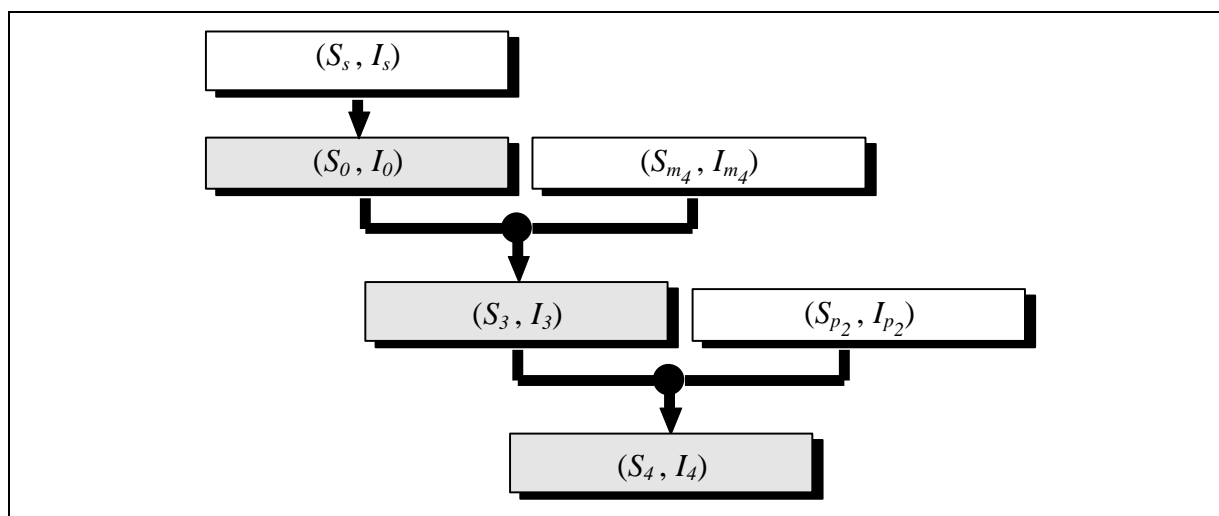 (S_s, I_s)
(S_0, I_0)
(S_{m_4}, I_{m_4})
(S_3, I_3)
(S_{p_2}, I_{p_2})
(S_4, I_4)